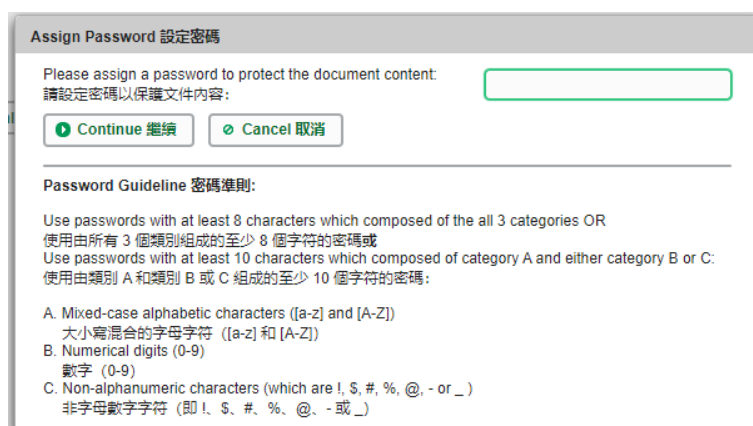 Assign Password 設定密碼
Please assign a password to protect the document content:
請設定密碼以保護文件內容：
Continue 繼續
Cancel 取消
Password Guideline 密碼準則:
Use passwords with at least 8 characters which composed of the all 3 categories OR
使用由所有 3 個類別組成的至少 8 個字符的密碼或
Use passwords with at least 10 characters which composed of category A and either category B or C:
使用由類別 A 和類別 B 或 C 組成的至少 10 個字符的密碼：
A. Mixed-case alphabetic characters ([a-z] and [A-Z])
大小寫混合的字母字符（[a-z] 和 [A-Z]）
B. Numerical digits (0-9)
數字（0-9）
C. Non-alphanumeric characters (which are !, $, #, %, @, - or _ )
非字母數字字符（即 !、$、#、%、@、- 或 _）